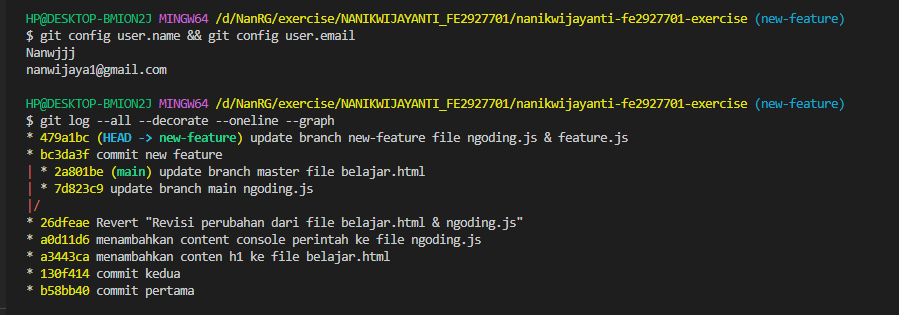 HP@DESKTOP-BMION2J MINGW64 /d/NanRG/exercise/NANIKWIJAYANTI_FE2927701/nanikwijayanti-fe2927701-exercise (new-feature)
$ git config user.name && git config user.email
Nanwjjj
nanwijaya1@gmail.com
HP@DESKTOP-BMION2J MINGW64 /d/NanRG/exercise/NANIKWIJAYANTI_FE2927701/nanikwijayanti-fe2927701-exercise (new-feature)
$ git log --all --decorate --oneline --graph
* 479a1bc (HEAD -> new-feature) update branch new-feature file ngoding.js & feature.js
* bc3da3f commit new feature
| * 2a801be (main) update branch master file belajar.html
| * 7d823c9 update branch main ngoding.js
|/
* 26dfeae Revert "Revisi perubahan dari file belajar.html & ngoding.js"
* a0d11d6 menambahkan content console perintah ke file ngoding.js
* a3443ca menambahkan conten h1 ke file belajar.html
* 130f414 commit kedua
* b58bb40 commit pertama